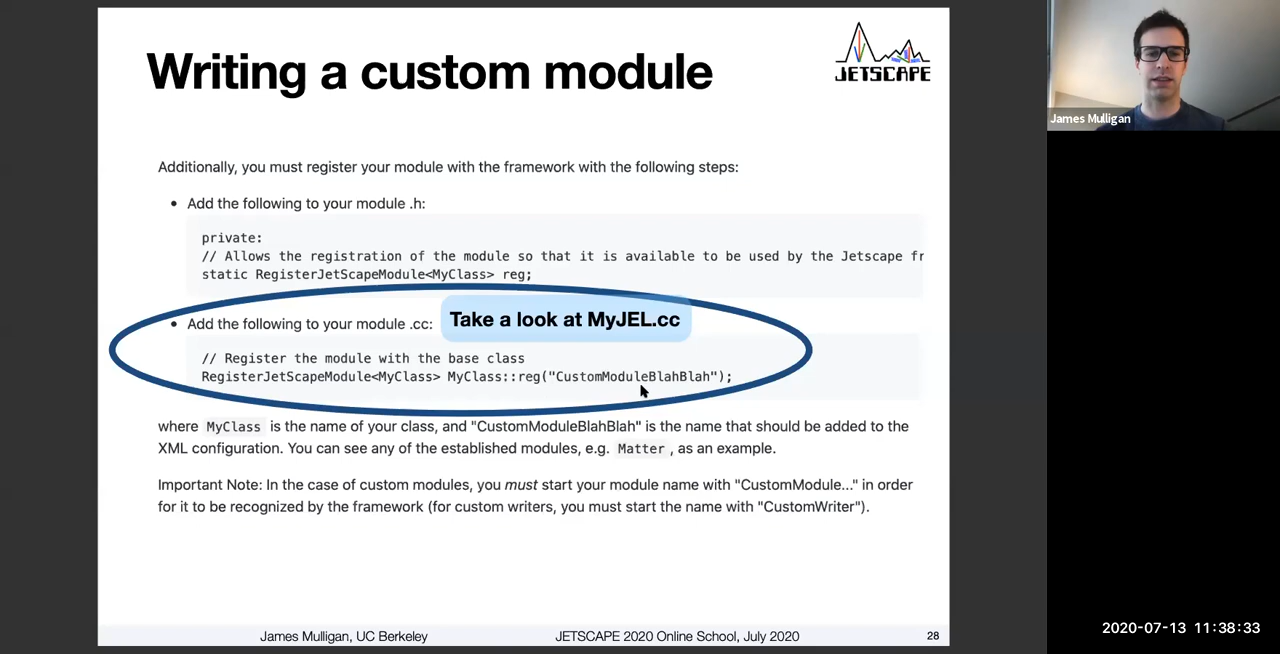 Writing a custom module
JETSCAPE
James Mulligan
Additionally, you must register your module with the framework with the following steps:
• Add the following to your module .h:
private:
// Allows the registration of the module so that it is available to be used by the Jetscape fr
static RegisterJetScapeModule<MyClass> reg;
• Add the following to your module .cc:
Take a look at MyJEL.cc
// Register the module with the base class
RegisterJetScapeModule<MyClass> MyClass::reg("CustomModuleBlahBlah");
where MyClass is the name of your class, and "CustomModuleBlahBlah" is the name that should be added to the
XML configuration. You can see any of the established modules, e.g. Matter, as an example.
Important Note: In the case of custom modules, you must start your module name with "CustomModule..." in order
for it to be recognized by the framework (for custom writers, you must start the name with "CustomWriter").
James Mulligan, UC Berkeley
JETSCAPE 2020 Online School, July 2020
28
2020-07-13 11:38:33